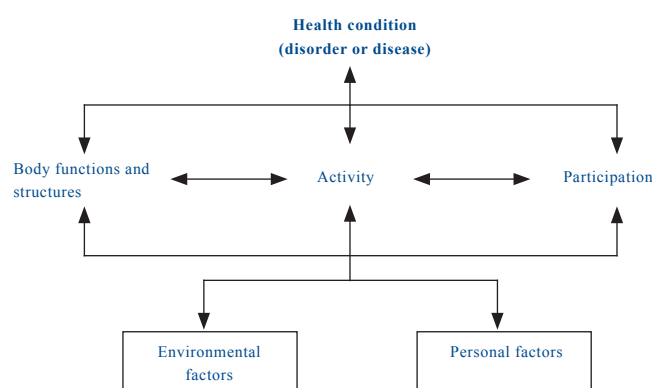 Health condition
(disorder or disease)
Body functions and
structures
Activity
Participation
Environmental
factors
Personal factors